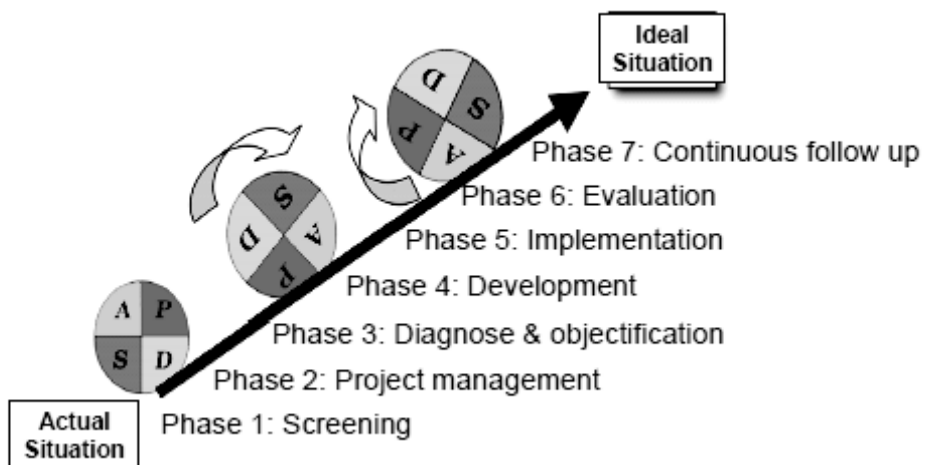 Ideal
Situation
D
S
P
A
Phase 7: Continuous follow up
Phase 6: Evaluation
S
D
A
P
Phase 5: Implementation
Phase 4: Development
A P
S D
Phase 3: Diagnose & objectification
Phase 2: Project management
Phase 1: Screening
Actual
Situation